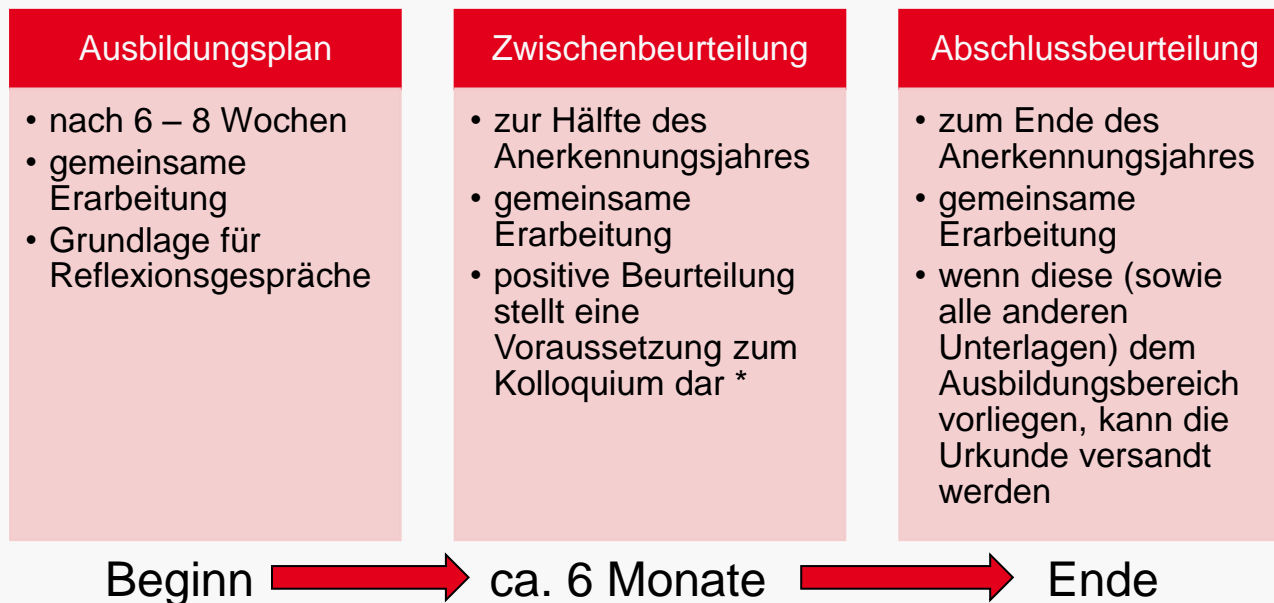 Ausbildungsplan
• nach 6 – 8 Wochen
• gemeinsame
Erarbeitung
• Grundlage für
Reflexionsgespräche
Zwischenbeurteilung
• zur Hälfte des
Anerkennungsjahres
• gemeinsame
Erarbeitung
• positive Beurteilung
stellt eine
Voraussetzung zum
Kolloquium dar *
Abschlussbeurteilung
• zum Ende des
Anerkennungsjahres
• gemeinsame
Erarbeitung
• wenn diese (sowie
alle anderen
Unterlagen) dem
Ausbildungsbereich
vorliegen, kann die
Urkunde versandt
werden
Beginn ca. 6 Monate Ende